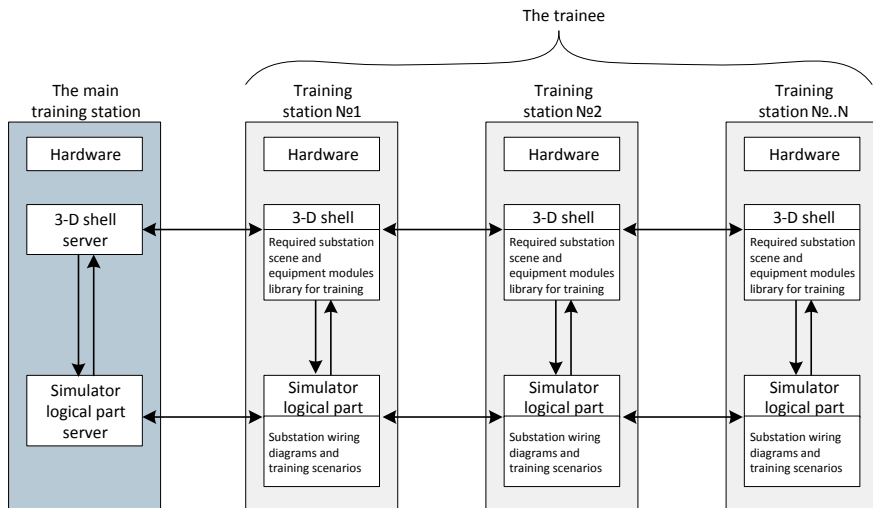 The trainee
The main
training station
Training
station №1
Training
station №2
Training
station №..N
Hardware
Hardware
Hardware
Hardware
3-D shell
server
3-D shell
Required substation
scene and
equipment modules
library for training
3-D shell
Required substation
scene and
equipment modules
library for training
3-D shell
Required substation
scene and
equipment modules
library for training
Simulator
logical part
server
Simulator
logical part
Substation wiring
diagrams and
training scenarios
Simulator
logical part
Substation wiring
diagrams and
training scenarios
Simulator
logical part
Substation wiring
diagrams and
training scenarios